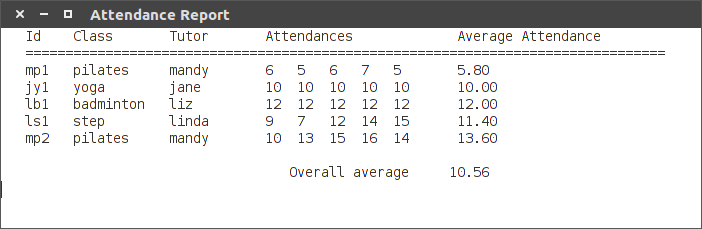 Attendance Report
Id Class Tutor Attendances Average Attendance
================================================================================
mp1 pilates mandy 6 5 6 7 5 5.80
jy1 yoga jane 10 10 10 10 10 10.00
lb1 badminton liz 12 12 12 12 12 12.00
ls1 step linda 9 7 12 14 15 11.40
mp2 pilates mandy 10 13 15 16 14 13.60
Overall average 10.56